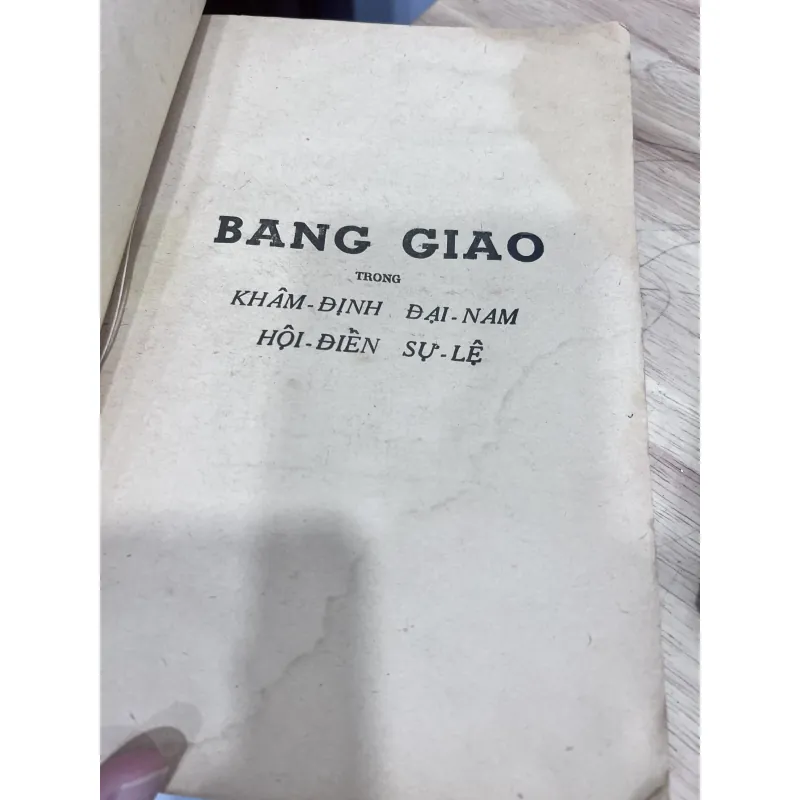 BANG GIAO
TRONG
KHÂM-ĐỊNH ĐẠI-NAM
HỘI-ĐIỀN SỰ-LỆ